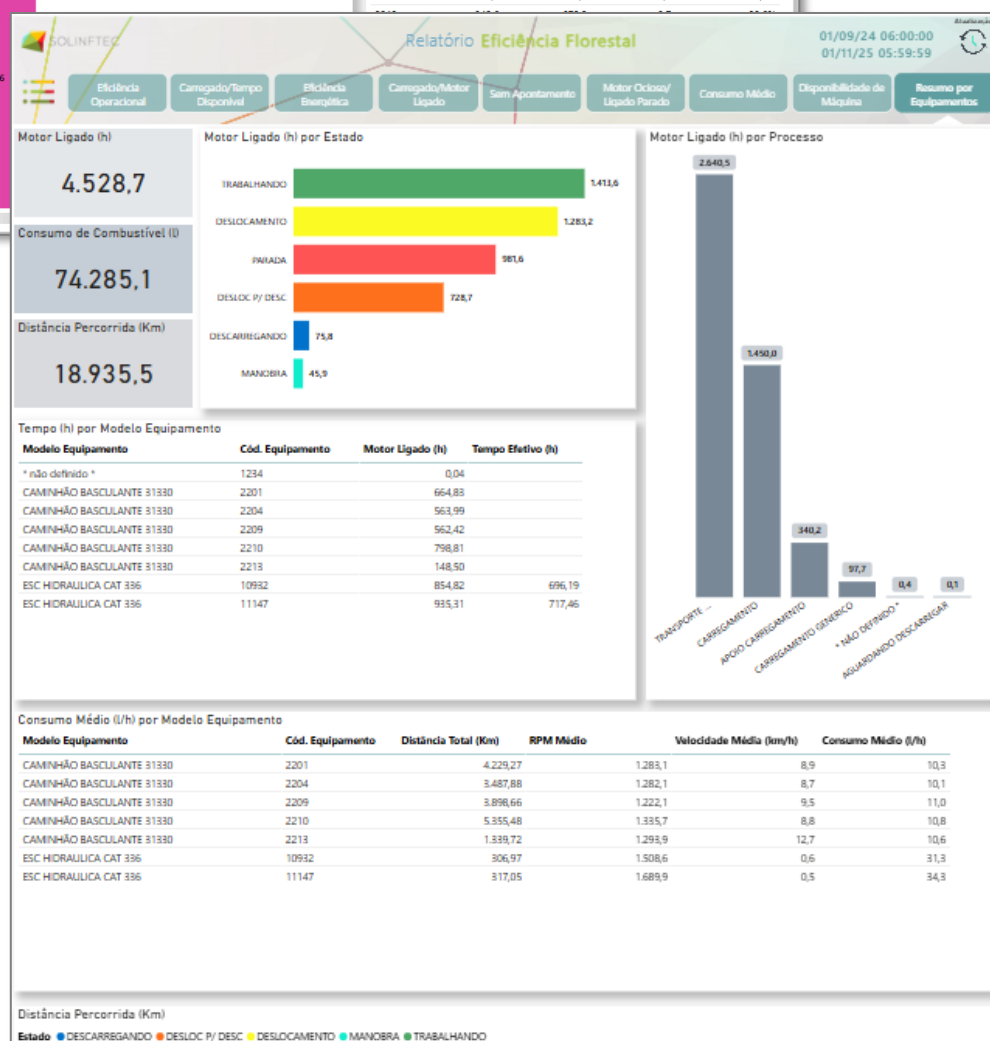 SOLINFTEC
Relatório Eficiência Florestal
01/09/24 06:00:00
01/11/25 05:59:59
Eficiência Operacional
Carregado/Tempo Disponível
Eficiência Energética
Carregado/Motor Ligado
Sem Apontamento
Motor Ocioso/ Ligado Parado
Consumo Médio
Disponibilidade de Máquina
Resumo por Equipamentos
Motor Ligado (h)
4.528,7
Consumo de Combustível (l)
74.285,1
Distância Percorrida (Km)
18.935,5
Motor Ligado (h) por Estado
TRABALHANDO 1.413,6
DESLOCAMENTO 1.283,2
PARADA 981,6
DESLOC P/ DESC 728,7
DESCARREGANDO 75,8
MANOBRA 45,9
Motor Ligado (h) por Processo
2.640,5
1.450,0
340,2
97,7
0,4
0,1
TRANSPORTE ...
CARREGAMENTO
APOIO CARREGAMENTO
CARREGAMENTO GENERICO
* NÃO DEFINIDO *
AGUARDANDO DESCARREGAR
Tempo (h) por Modelo Equipamento
Modelo Equipamento Cód. Equipamento Motor Ligado (h) Tempo Efetivo (h)
* não definido * 1234 0,04
CAMINHÃO BASCULANTE 31330 2201 664,83
CAMINHÃO BASCULANTE 31330 2204 563,99
CAMINHÃO BASCULANTE 31330 2209 562,42
CAMINHÃO BASCULANTE 31330 2210 798,81
CAMINHÃO BASCULANTE 31330 2213 148,50
ESC HIDRAULICA CAT 336 10932 854,82 696,19
ESC HIDRAULICA CAT 336 11147 935,31 717,46
Consumo Médio (l/h) por Modelo Equipamento
Modelo Equipamento Cód. Equipamento Distância Total (Km) RPM Médio Velocidade Média (km/h) Consumo Médio (l/h)
CAMINHÃO BASCULANTE 31330 2201 4.229,27 1.283,1 8,9 10,3
CAMINHÃO BASCULANTE 31330 2204 3.487,88 1.282,1 8,7 10,1
CAMINHÃO BASCULANTE 31330 2209 3.898,66 1.222,1 9,5 11,0
CAMINHÃO BASCULANTE 31330 2210 5.355,48 1.335,7 8,8 10,8
CAMINHÃO BASCULANTE 31330 2213 1.339,72 1.293,9 12,7 10,6
ESC HIDRAULICA CAT 336 10932 306,97 1.508,6 0,6 31,3
ESC HIDRAULICA CAT 336 11147 317,05 1.689,9 0,5 34,3
Distância Percorrida (Km)
Estado DESCARREGANDO DESLOC P/ DESC DESLOCAMENTO MANOBRA TRABALHANDO